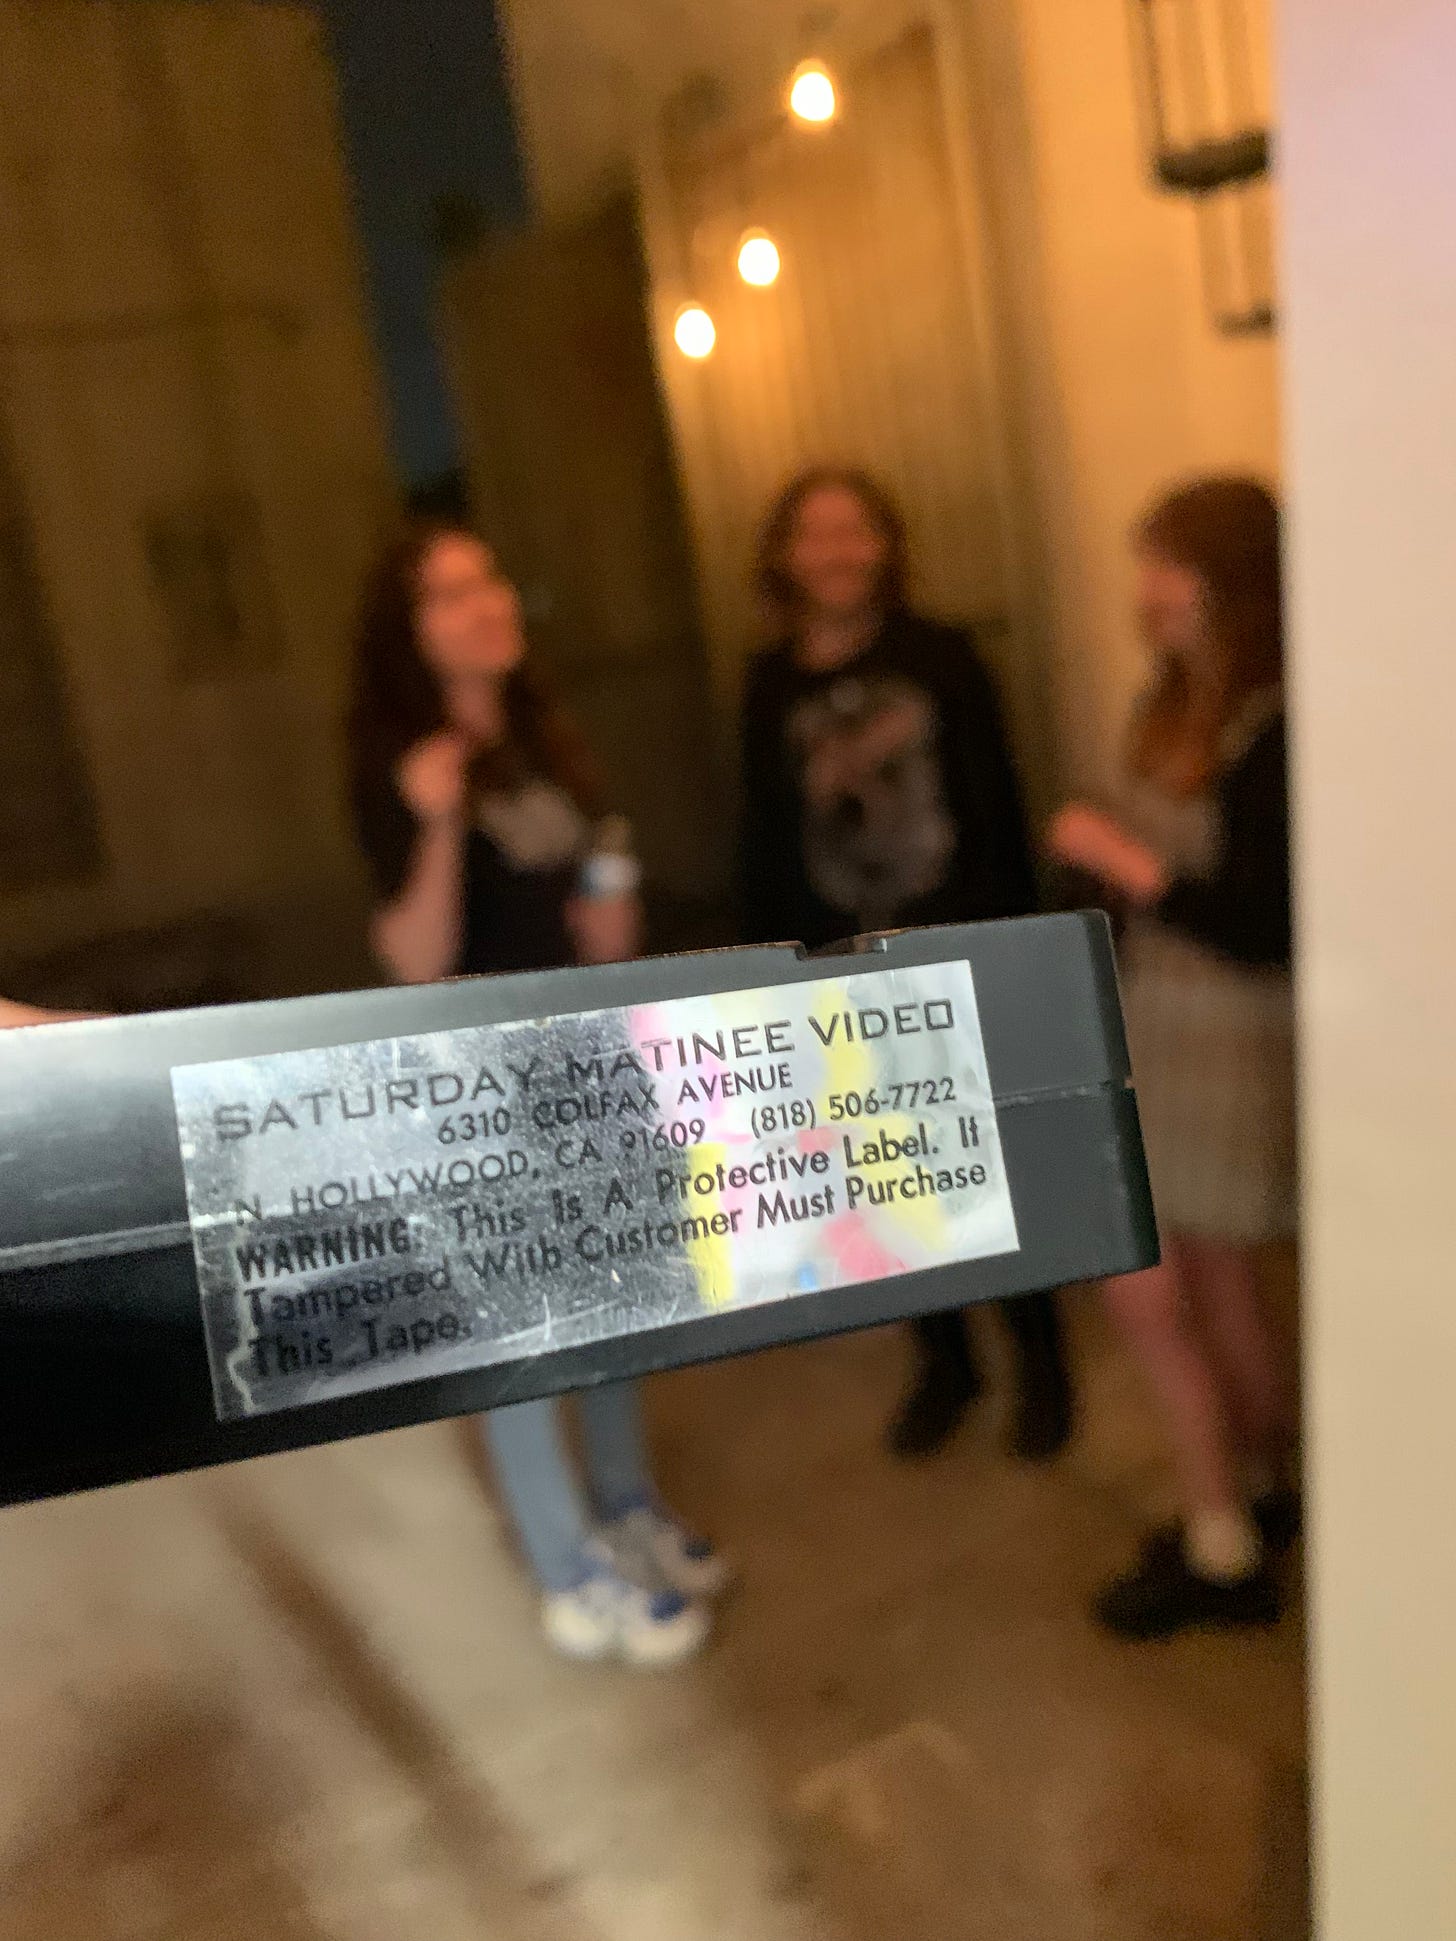 SATURDAY MATINEE VIDEO
6310 COLFAX AVENUE
N. HOLLYWOOD, CA 91609 (818) 506-7722
WARNING: This Is A Protective Label. If
Tampered With Customer Must Purchase
This Tape.